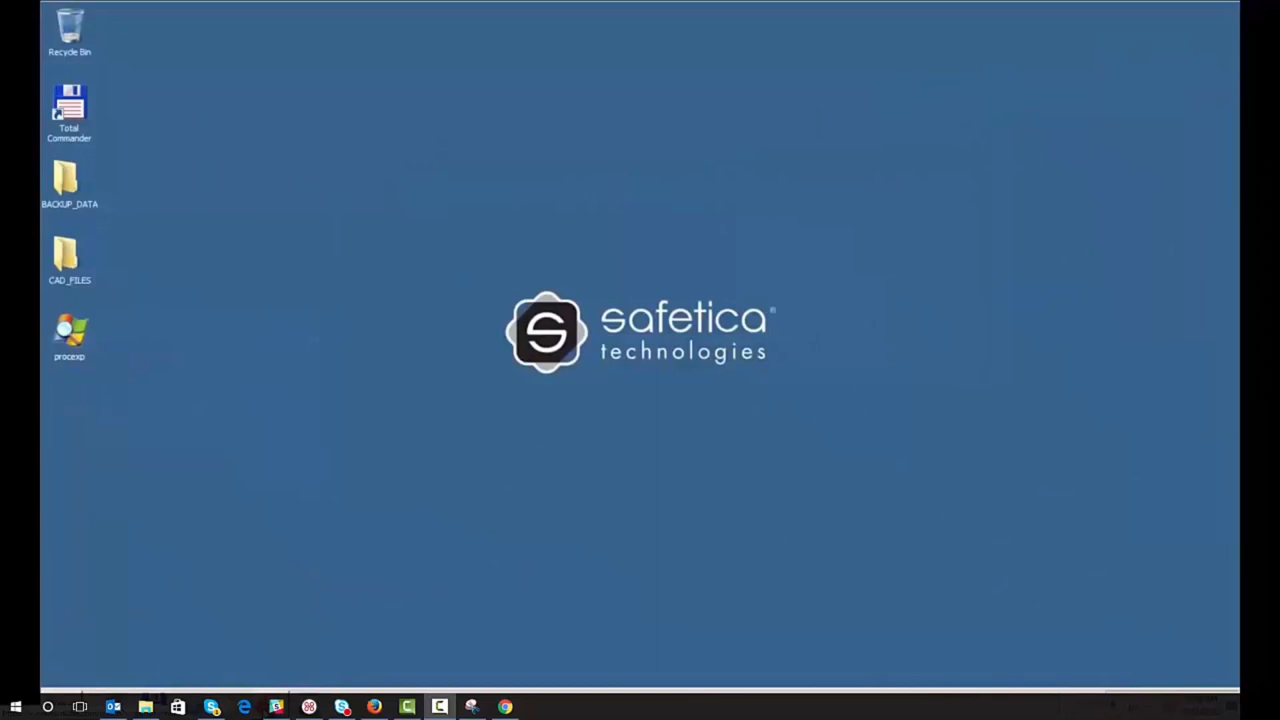 Recycle Bin
Total
Commander
BACKUP_DATA
CAD_FILES
procexp
safetica®
technologies